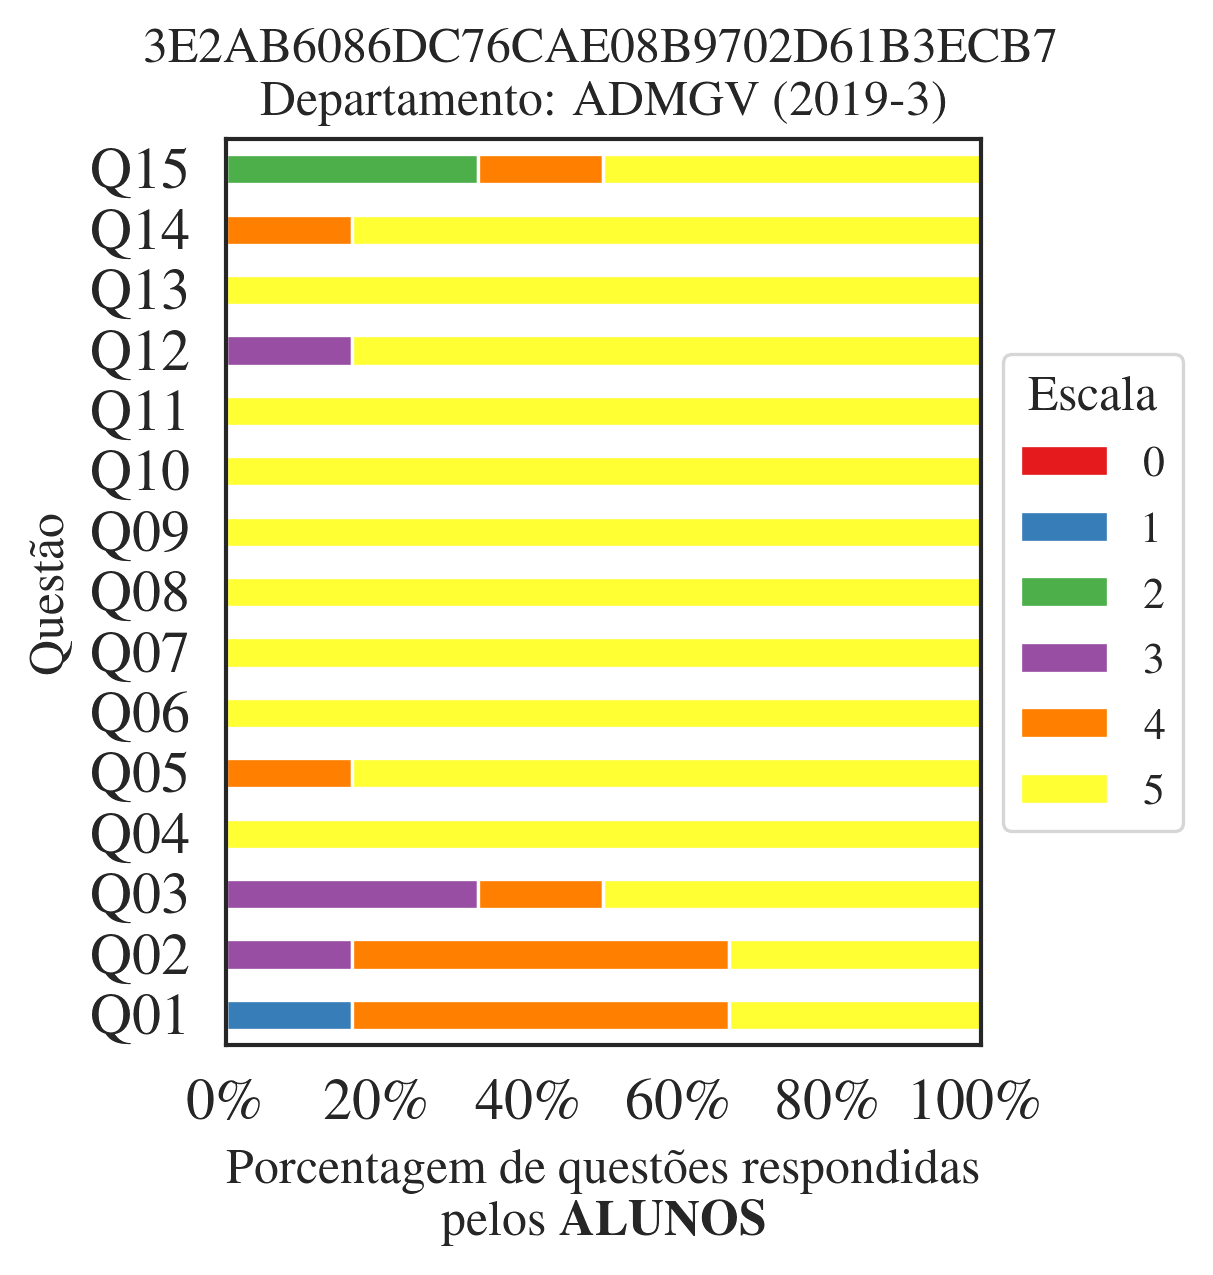 3E2AB6086DC76CAE08B9702D61B3ECB7
Departamento: ADMGV (2019-3)
Questão
Q15
Q14
Q13
Q12
Q11
Q10
Q09
Q08
Q07
Q06
Q05
Q04
Q03
Q02
Q01
0% 20% 40% 60% 80% 100%
Porcentagem de questões respondidas
pelos ALUNOS
Escala
0
1
2
3
4
5